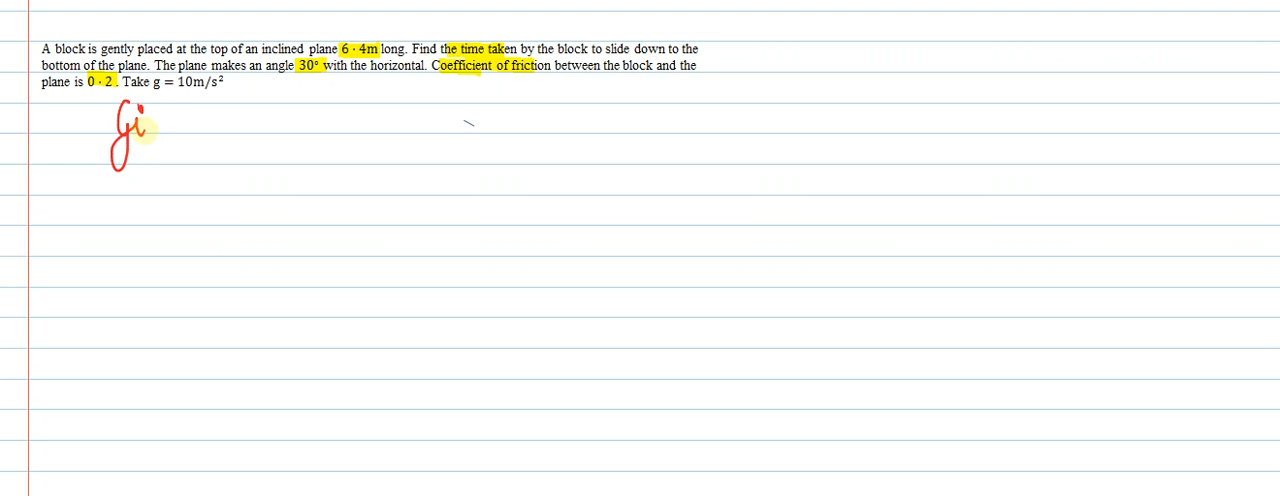 A block is gently placed at the top of an inclined plane 6 · 4m long. Find the time taken by the block to slide down to the
bottom of the plane. The plane makes an angle 30° with the horizontal. Coefficient of friction between the block and the
plane is 0 · 2 . Take g = 10m/s²
Gi